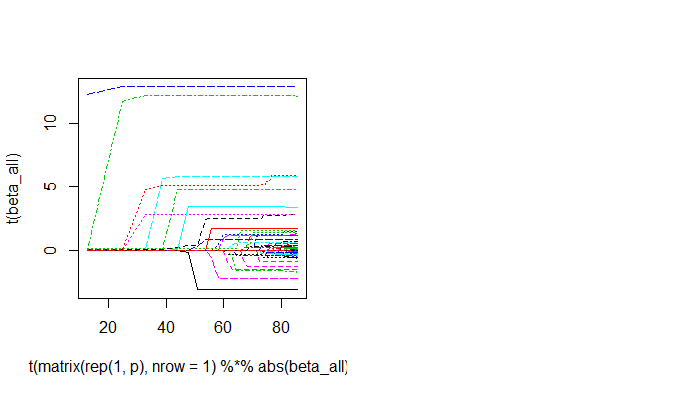 t(beta_all)
10
5
0
20 40 60 80
t(matrix(rep(1, p), nrow = 1) %*% abs(beta_all)